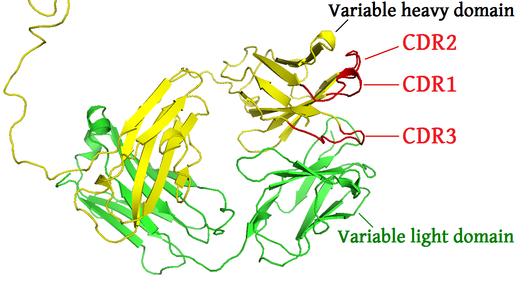 Variable heavy domain
CDR2
CDR1
CDR3
Variable light domain